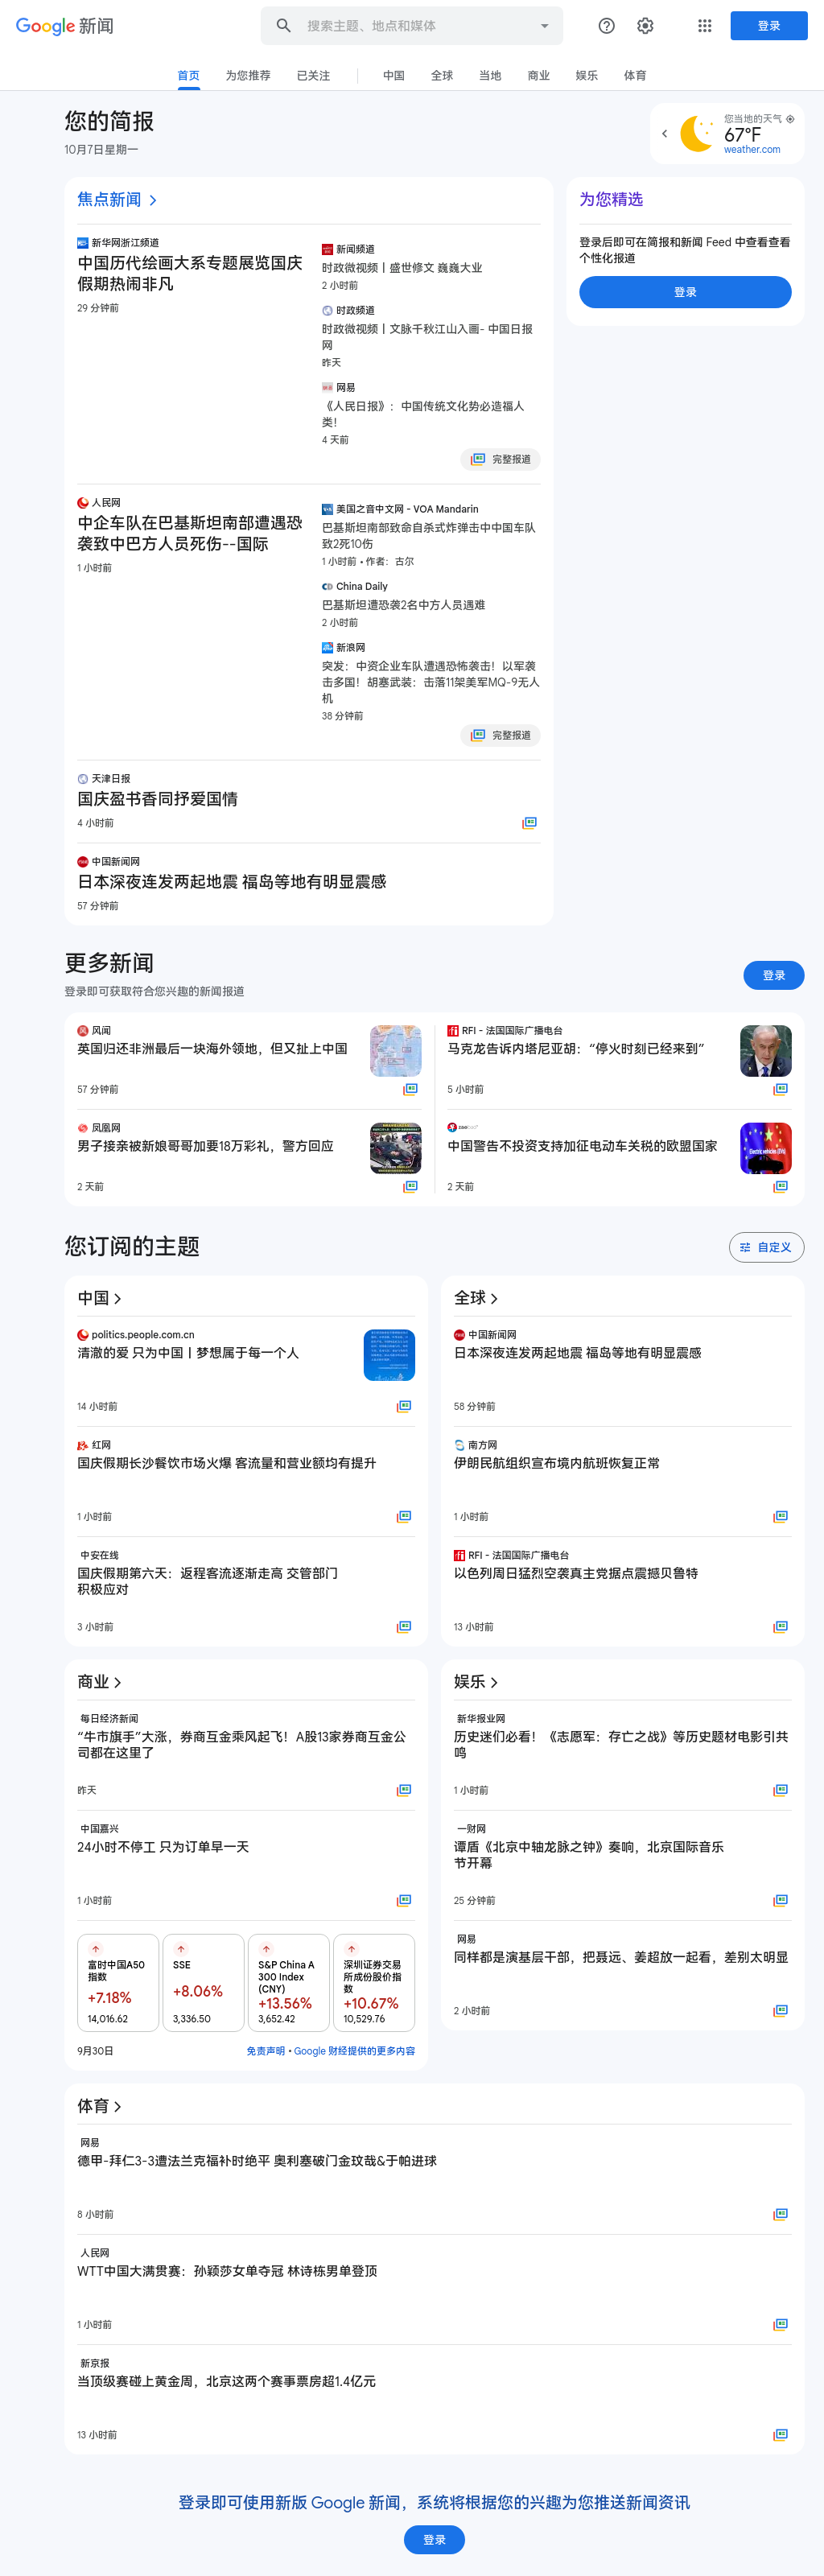 Google 新闻
搜索主题、地点和媒体
登录
首页
为您推荐
已关注
中国
全球
当地
商业
娱乐
体育
您的简报
10月7日星期一
您当地的天气
67°F
weather.com
焦点新闻
新华网浙江频道
中国历代绘画大系专题展览国庆
假期热闹非凡
29 分钟前
新闻频道
时政微视频丨盛世修文 巍巍大业
2 小时前
时政频道
时政微视频丨文脉千秋江山入画- 中国日报
网
昨天
网易
《人民日报》：中国传统文化势必造福人
类！
4 天前
完整报道
人民网
中企车队在巴基斯坦南部遭遇恐
袭致中巴方人员死伤--国际
1 小时前
美国之音中文网 - VOA Mandarin
巴基斯坦南部致命自杀式炸弹击中中国车队
致2死10伤
1 小时前 • 作者：古尔
China Daily
巴基斯坦遭恐袭2名中方人员遇难
2 小时前
新浪网
突发：中资企业车队遭遇恐怖袭击！以军袭
击多国！胡塞武装：击落11架美军MQ-9无人
机
38 分钟前
完整报道
天津日报
国庆盈书香同抒爱国情
4 小时前
中国新闻网
日本深夜连发两起地震 福岛等地有明显震感
57 分钟前
为您精选
登录后即可在简报和新闻 Feed 中查看查看
个性化报道
登录
更多新闻
登录即可获取符合您兴趣的新闻报道
登录
风闻
英国归还非洲最后一块海外领地，但又扯上中国
57 分钟前
RFI - 法国国际广播电台
马克龙告诉内塔尼亚胡：“停火时刻已经来到”
5 小时前
凤凰网
男子接亲被新娘哥哥加要18万彩礼，警方回应
2 天前
中国警告不投资支持加征电动车关税的欧盟国家
Electric vehicles (EVs)
2 天前
您订阅的主题
自定义
中国
politics.people.com.cn
清澈的爱 只为中国丨梦想属于每一个人
14 小时前
红网
国庆假期长沙餐饮市场火爆 客流量和营业额均有提升
1 小时前
中安在线
国庆假期第六天：返程客流逐渐走高 交管部门
积极应对
3 小时前
全球
中国新闻网
日本深夜连发两起地震 福岛等地有明显震感
58 分钟前
南方网
伊朗民航组织宣布境内航班恢复正常
1 小时前
RFI - 法国国际广播电台
以色列周日猛烈空袭真主党据点震撼贝鲁特
13 小时前
商业
每日经济新闻
“牛市旗手”大涨，券商互金乘风起飞！A股13家券商互金公
司都在这里了
昨天
中国嘉兴
24小时不停工 只为订单早一天
1 小时前
富时中国A50
指数
+7.18%
14,016.62
SSE
+8.06%
3,336.50
S&P China A
300 Index
(CNY)
+13.56%
3,652.42
深圳证券交易
所成份股价指
数
+10.67%
10,529.76
9月30日
免责声明 • Google 财经提供的更多内容
娱乐
新华报业网
历史迷们必看！《志愿军：存亡之战》等历史题材电影引共
鸣
1 小时前
一财网
谭盾《北京中轴龙脉之钟》奏响，北京国际音乐
节开幕
25 分钟前
网易
同样都是演基层干部，把聂远、姜超放一起看，差别太明显
2 小时前
体育
网易
德甲-拜仁3-3遭法兰克福补时绝平 奥利塞破门金玟哉&于帕进球
8 小时前
人民网
WTT中国大满贯赛：孙颖莎女单夺冠 林诗栋男单登顶
1 小时前
新京报
当顶级赛碰上黄金周，北京这两个赛事票房超1.4亿元
13 小时前
登录即可使用新版 Google 新闻，系统将根据您的兴趣为您推送新闻资讯
登录